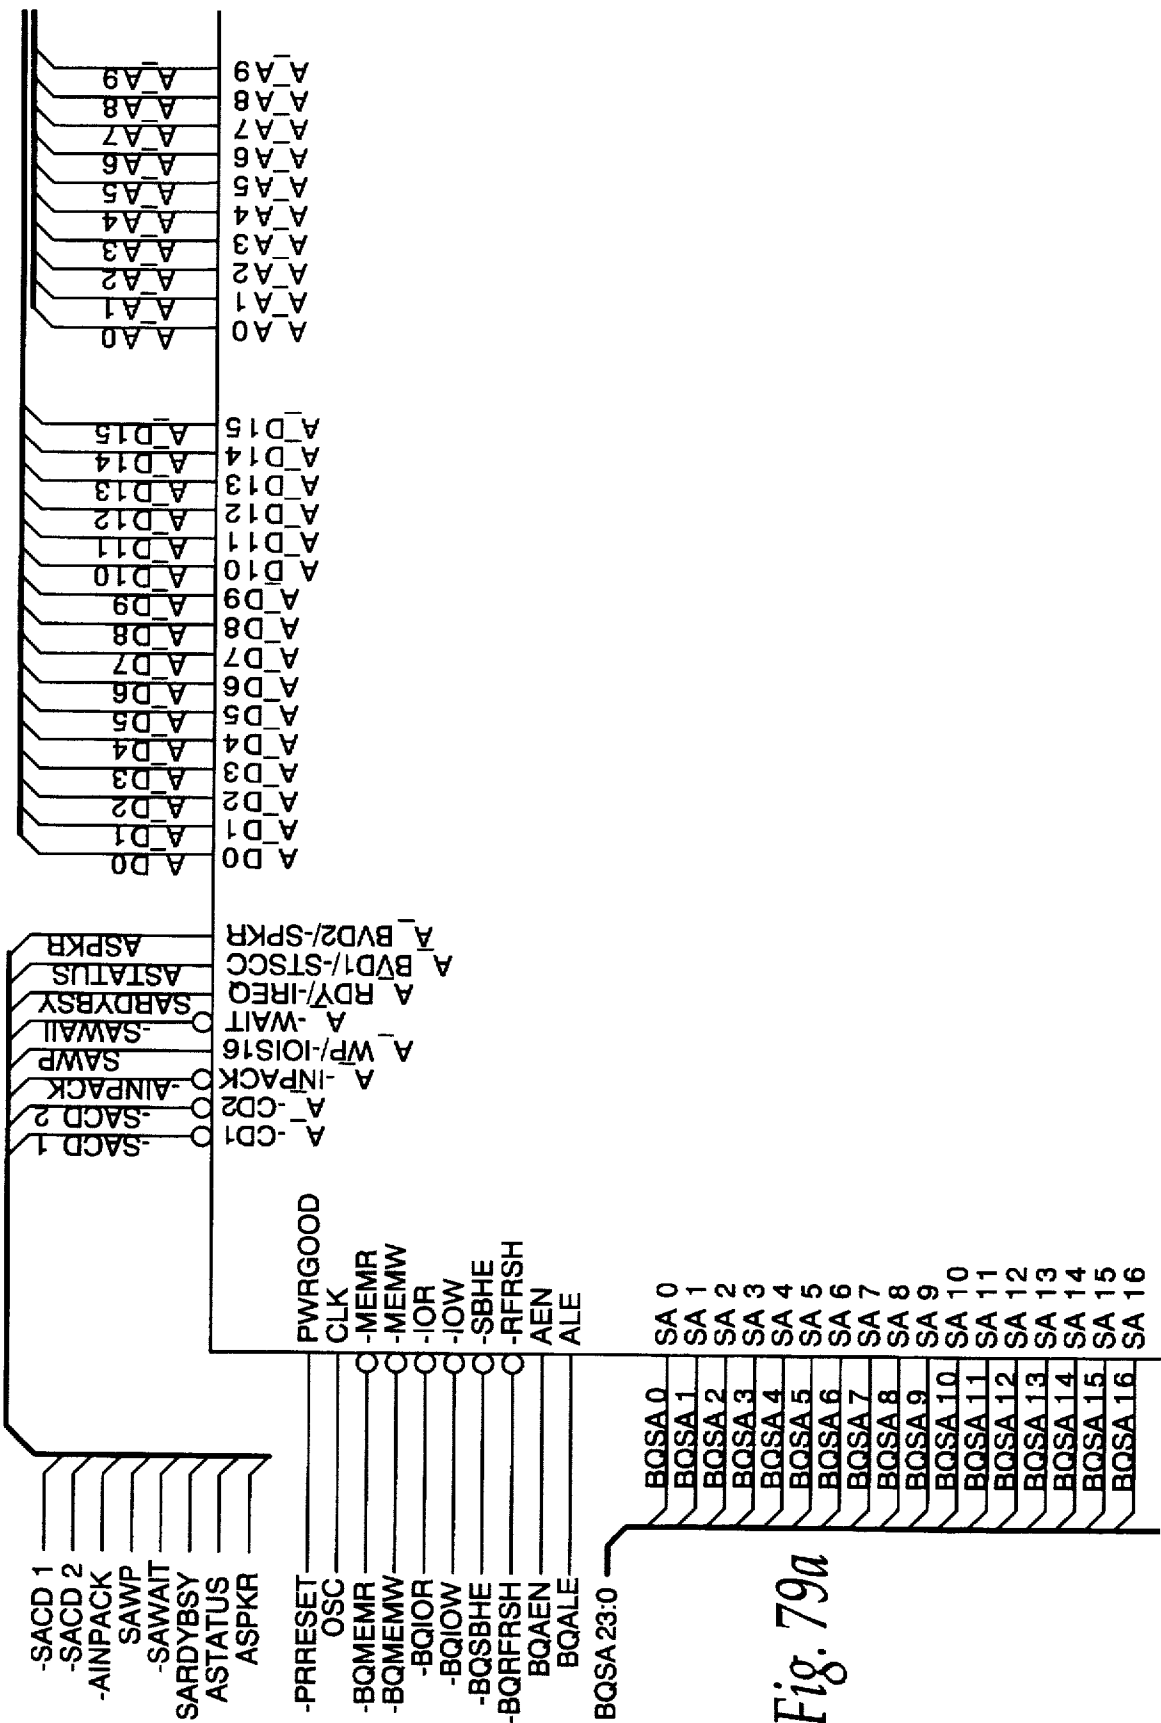 -SACD 1
-SACD 2
-AINPACK
SAWP
-SAWAIT
SARDYBSY
ASTATUS
ASPKR
-PRRESET
OSC
-BQMEMR
-BQMEMW
-BQIOR
-BQIOW
-BQSBHE
-BQRFRSH
BQAEN
BQALE
BQSA 23:0
PWRGOOD
CLK
-MEMR
-MEMW
-IOR
-IOW
-SBHE
-RFRSH
AEN
ALE
BQSA 0 SA 0
BQSA 1 SA 1
BQSA 2 SA 2
BQSA 3 SA 3
BQSA 4 SA 4
BQSA 5 SA 5
BQSA 6 SA 6
BQSA 7 SA 7
BQSA 8 SA 8
BQSA 9 SA 9
BQSA 10 SA 10
BQSA 11 SA 11
BQSA 12 SA 12
BQSA 13 SA 13
BQSA 14 SA 14
BQSA 15 SA 15
BQSA 16 SA 16
-SACD 1 A_-CD1
-SACD 2 A_-CD2
-AINPACK A_-INPACK
SAWP A_WP/-IOIS16
-SAWAII A_-WAIT
SARDYBSY A_RDY/-IREQ
ASTATUS A_BVD1/-STSCC
ASPKR A_BVD2/-SPKR
A_D0 A_D0
A_D1 A_D1
A_D2 A_D2
A_D3 A_D3
A_D4 A_D4
A_D5 A_D5
A_D6 A_D6
A_D7 A_D7
A_D8 A_D8
A_D9 A_D9
A_D10 A_D10
A_D11 A_D11
A_D12 A_D12
A_D13 A_D13
A_D14 A_D14
A_D15 A_D15
A_A0 A_A0
A_A1 A_A1
A_A2 A_A2
A_A3 A_A3
A_A4 A_A4
A_A5 A_A5
A_A6 A_A6
A_A7 A_A7
A_A8 A_A8
A_A9 A_A9
Fig. 79a